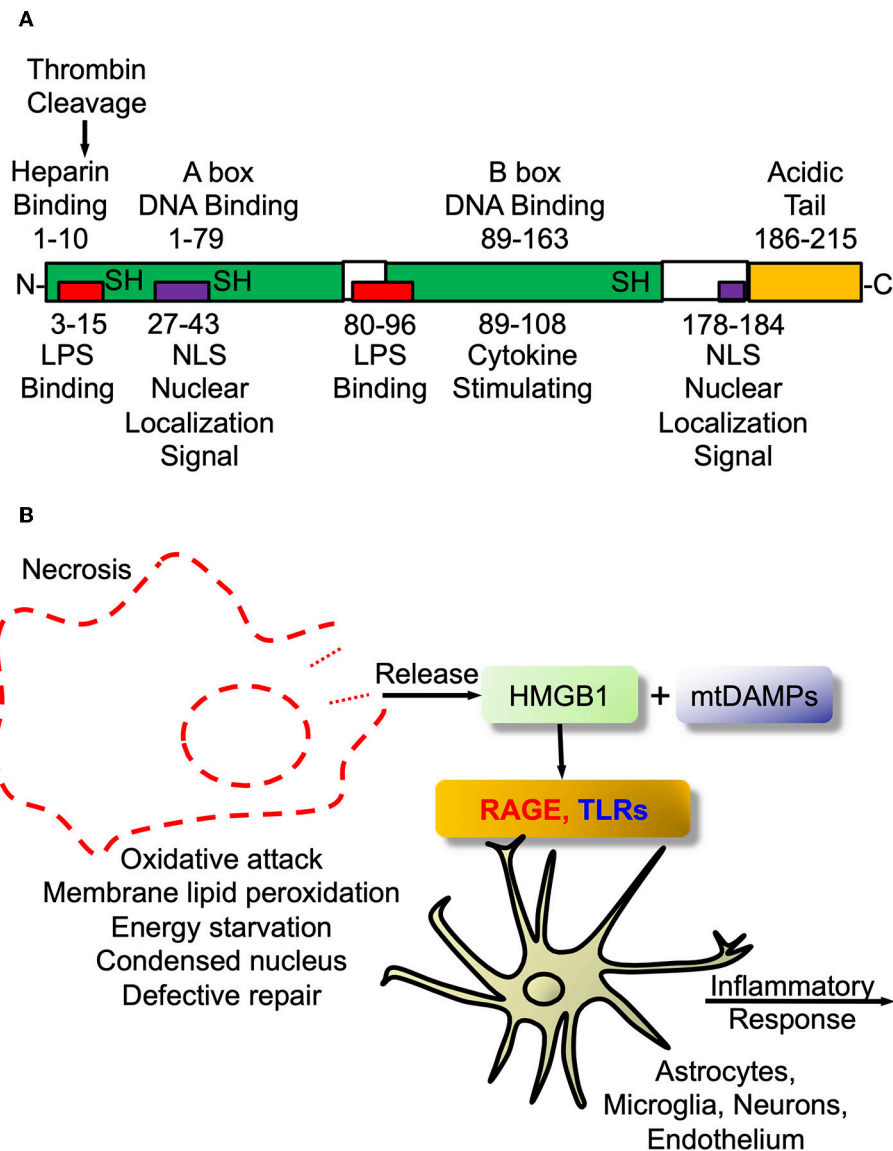 A
Thrombin
Cleavage
Heparin
Binding
1-10
A box
DNA Binding
1-79
B box
DNA Binding
89-163
Acidic
Tail
186-215
N-
SH
SH
SH
-C
3-15
LPS
Binding
27-43
NLS
Nuclear
Localization
Signal
80-96
LPS
Binding
89-108
Cytokine
Stimulating
178-184
NLS
Nuclear
Localization
Signal
B
Necrosis
Release
HMGB1
+
mtDAMPs
RAGE, TLRs
Oxidative attack
Membrane lipid peroxidation
Energy starvation
Condensed nucleus
Defective repair
Inflammatory
Response
Astrocytes,
Microglia, Neurons,
Endothelium